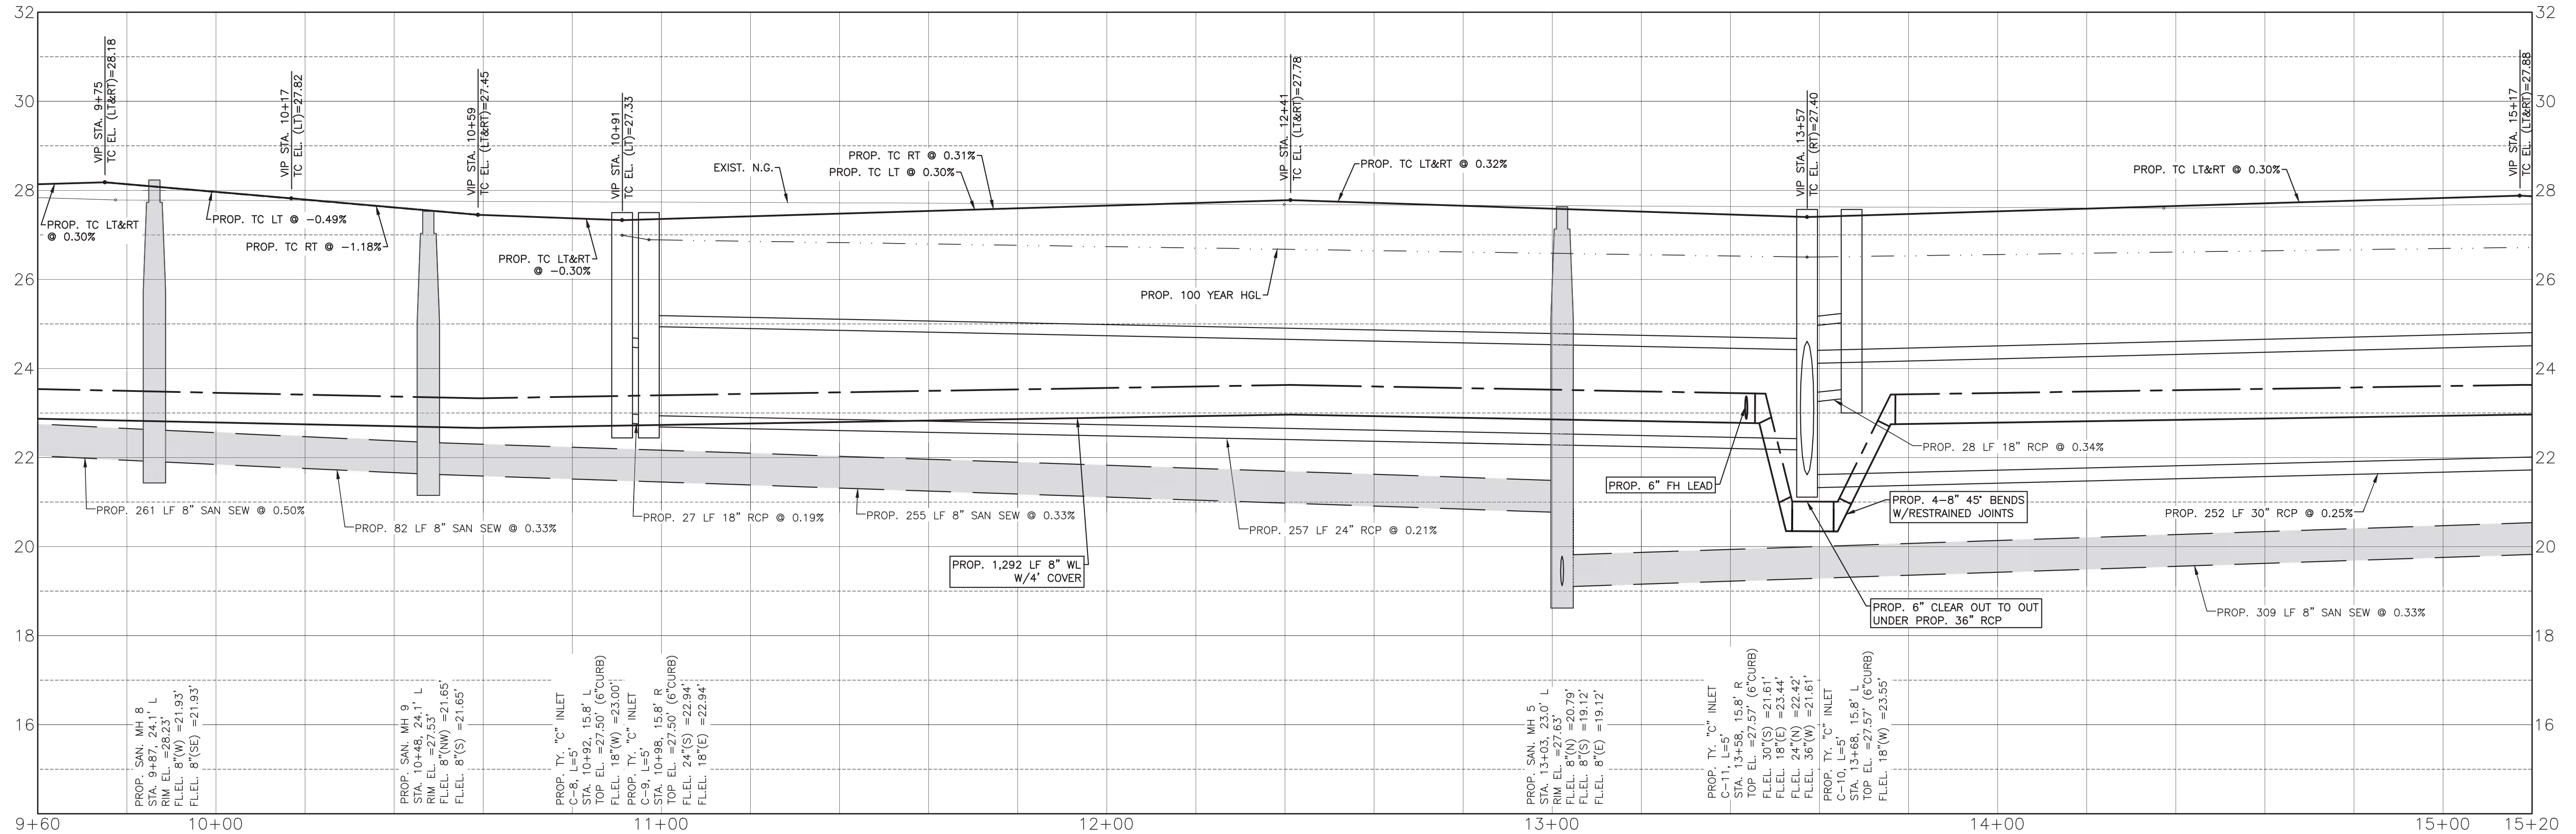 32
32
30
30
28
28
26
26
24
24
22
22
20
20
18
18
16
16
VIP STA. 9+75
TC EL. (LT&RT)=28.18
VIP STA. 10+17
TC EL. (LT)=27.82
VIP STA. 10+59
TC EL. (LT&RT)=27.45
VIP STA. 10+91
TC EL. (LT)=27.33
VIP STA. 12+41
TC EL. (LT&RT)=27.78
VIP STA. 13+57
TC EL. (RT)=27.40
VIP STA. 15+17
TC EL. (LT&RT)=27.88
PROP. TC LT&RT
@ 0.30%
PROP. TC LT @ -0.49%
PROP. TC RT @ -1.18%
PROP. TC LT&RT
@ -0.30%
EXIST. N.G.
PROP. TC RT @ 0.31%
PROP. TC LT @ 0.30%
PROP. TC LT&RT @ 0.32%
PROP. TC LT&RT @ 0.30%
PROP. 100 YEAR HGL
PROP. 261 LF 8" SAN SEW @ 0.50%
PROP. 82 LF 8" SAN SEW @ 0.33%
PROP. 27 LF 18" RCP @ 0.19%
PROP. 255 LF 8" SAN SEW @ 0.33%
PROP. 1,292 LF 8" WL
W/4' COVER
PROP. 257 LF 24" RCP @ 0.21%
PROP. 6" FH LEAD
PROP. 28 LF 18" RCP @ 0.34%
PROP. 4-8" 45° BENDS
W/RESTRAINED JOINTS
PROP. 252 LF 30" RCP @ 0.25%
PROP. 6" CLEAR OUT TO OUT
UNDER PROP. 36" RCP
PROP. 309 LF 8" SAN SEW @ 0.33%
PROP. SAN. MH 8
STA. 9+87, 24.1' L
RIM EL. =28.23'
FL.EL. 8"(W) =21.93'
FL.EL. 8"(SE) =21.93'
PROP. SAN. MH 9
STA. 10+48, 24.1' L
RIM EL. =27.53'
FL.EL. 8"(NW) =21.65'
FL.EL. 8"(S) =21.65'
PROP. TY. "C" INLET
C-8, L=5'
STA. 10+92, 15.8' L
TOP EL. =27.50' (6"CURB)
FL.EL. 18"(W) =23.00'
PROP. TY. "C" INLET
C-9, L=5'
STA. 10+98, 15.8' R
TOP EL. =27.50' (6"CURB)
FL.EL. 24"(S) =22.94'
FL.EL. 18"(E) =22.94'
PROP. SAN. MH 5
STA. 13+03, 23.0' L
RIM EL. =27.63'
FL.EL. 8"(N) =20.79'
FL.EL. 8"(S) =19.12'
FL.EL. 8"(E) =19.12'
PROP. TY. "C" INLET
C-11, L=5'
STA. 13+58, 15.8' R
TOP EL. =27.57' (6"CURB)
FL.EL. 30"(S) =21.61'
FL.EL. 18"(E) =23.44'
FL.EL. 24"(N) =22.42'
FL.EL. 36"(W) =21.61'
PROP. TY. "C" INLET
C-10, L=5'
STA. 13+68, 15.8' L
TOP EL. =27.57' (6"CURB)
FL.EL. 18"(W) =23.55'
9+60
10+00
11+00
12+00
13+00
14+00
15+00
15+20